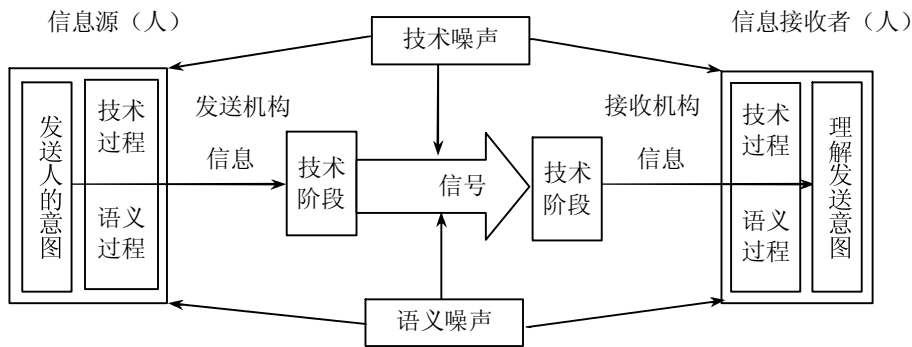 信息源（人）
技术噪声
信息接收者（人）
发送人的意图
技术
过程
语义
过程
发送机构
信息
技术
阶段
信号
技术
阶段
接收机构
信息
技术
过程
语义
过程
理解发送意图
语义噪声